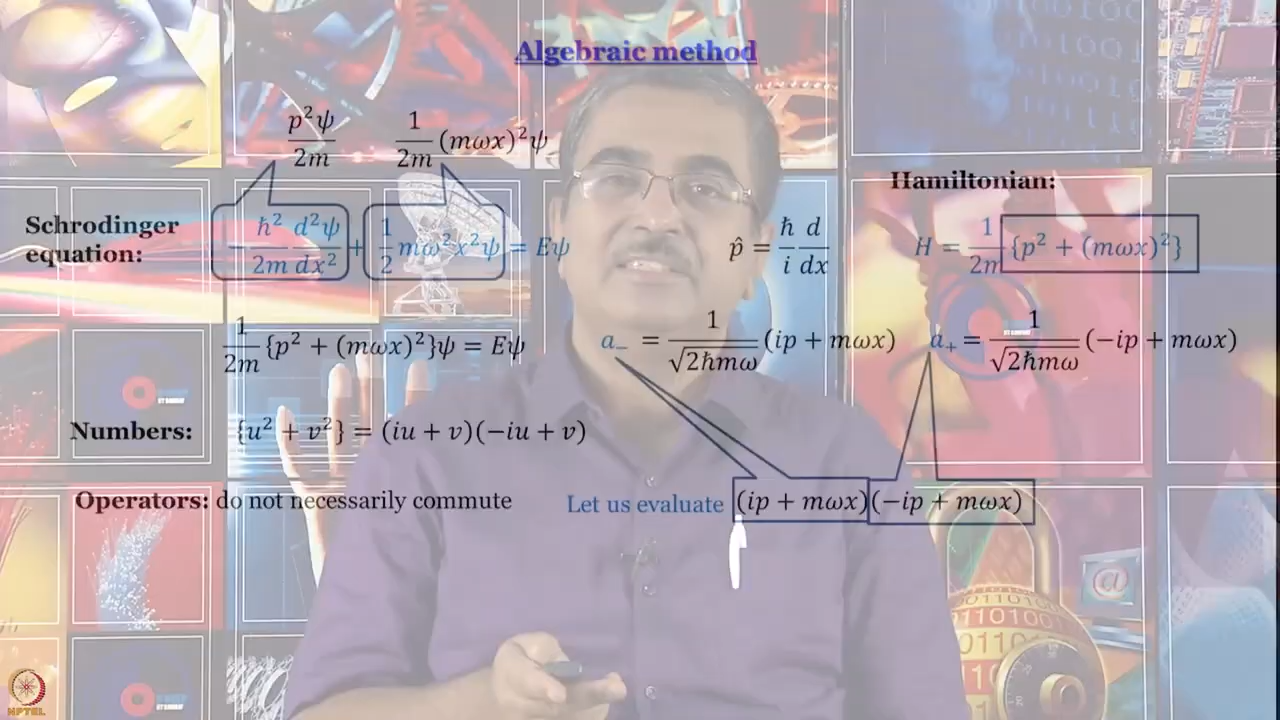 Algebraic method
p²ψ/2m 1/2m (mωx)²ψ
Hamiltonian:
Schrodinger equation: − ħ²/2m d²ψ/dx² + 1/2 mω²x²ψ = Eψ p̂ = ħ/i d/dx H = 1/2m {p² + (mωx)²}
1/2m {p² + (mωx)²}ψ = Eψ a₋ = 1/√2ħmω (ip + mωx) a₊ = 1/√2ħmω (−ip + mωx)
Numbers: {u² + v²} = (iu + v)(−iu + v)
Operators: do not necessarily commute Let us evaluate (ip + mωx)(−ip + mωx)
NPTEL